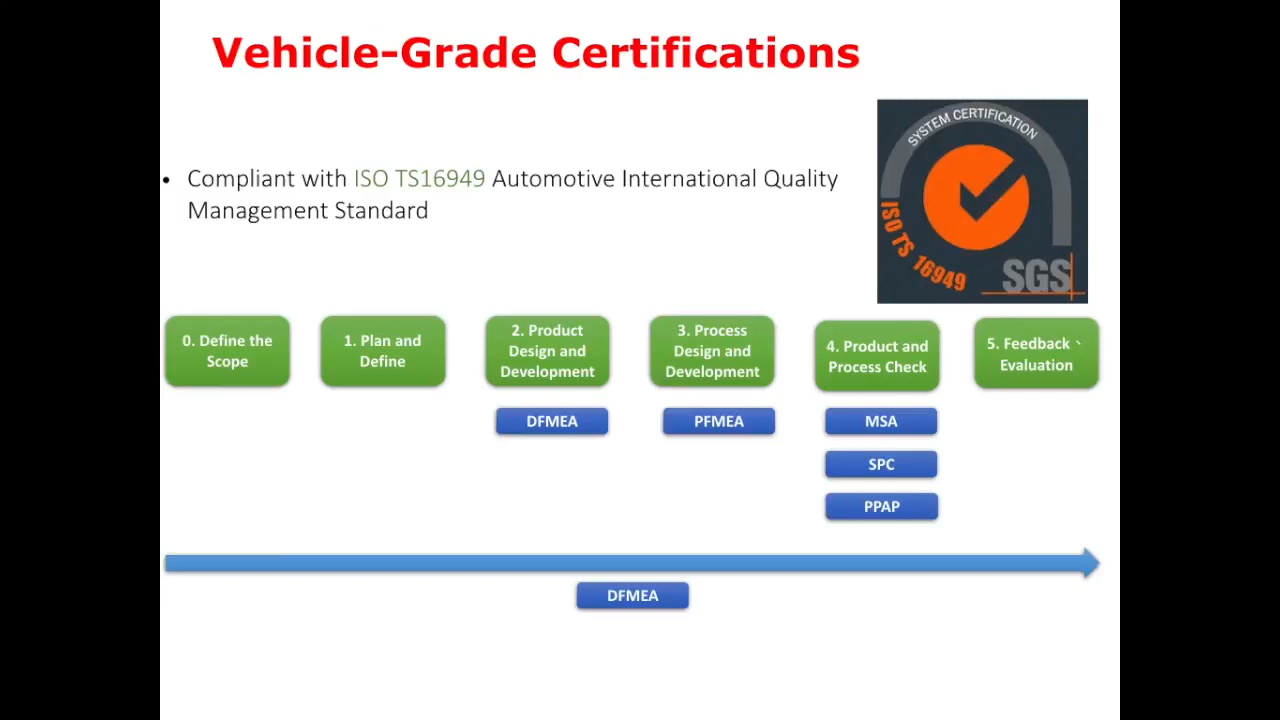 Vehicle-Grade Certifications
SYSTEM CERTIFICATION
ISO TS 16949
SGS
• Compliant with ISO TS16949 Automotive International Quality
Management Standard
0. Define the
Scope
1. Plan and
Define
2. Product
Design and
Development
3. Process
Design and
Development
4. Product and
Process Check
5. Feedback、
Evaluation
DFMEA
PFMEA
MSA
SPC
PPAP
DFMEA